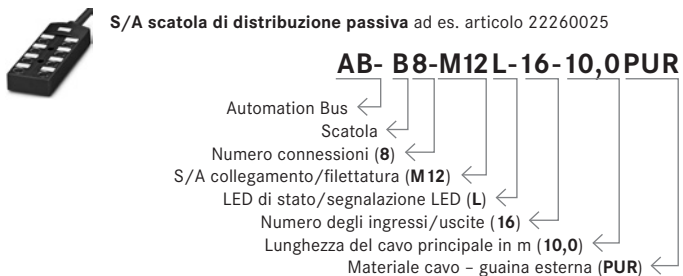 S/A scatola di distribuzione passiva ad es. articolo 22260025
AB- B8-M12L-16-10,0PUR
Automation Bus
Scatola
Numero connessioni (8)
S/A collegamento/filettatura (M12)
LED di stato/segnalazione LED (L)
Numero degli ingressi/uscite (16)
Lunghezza del cavo principale in m (10,0)
Materiale cavo – guaina esterna (PUR)